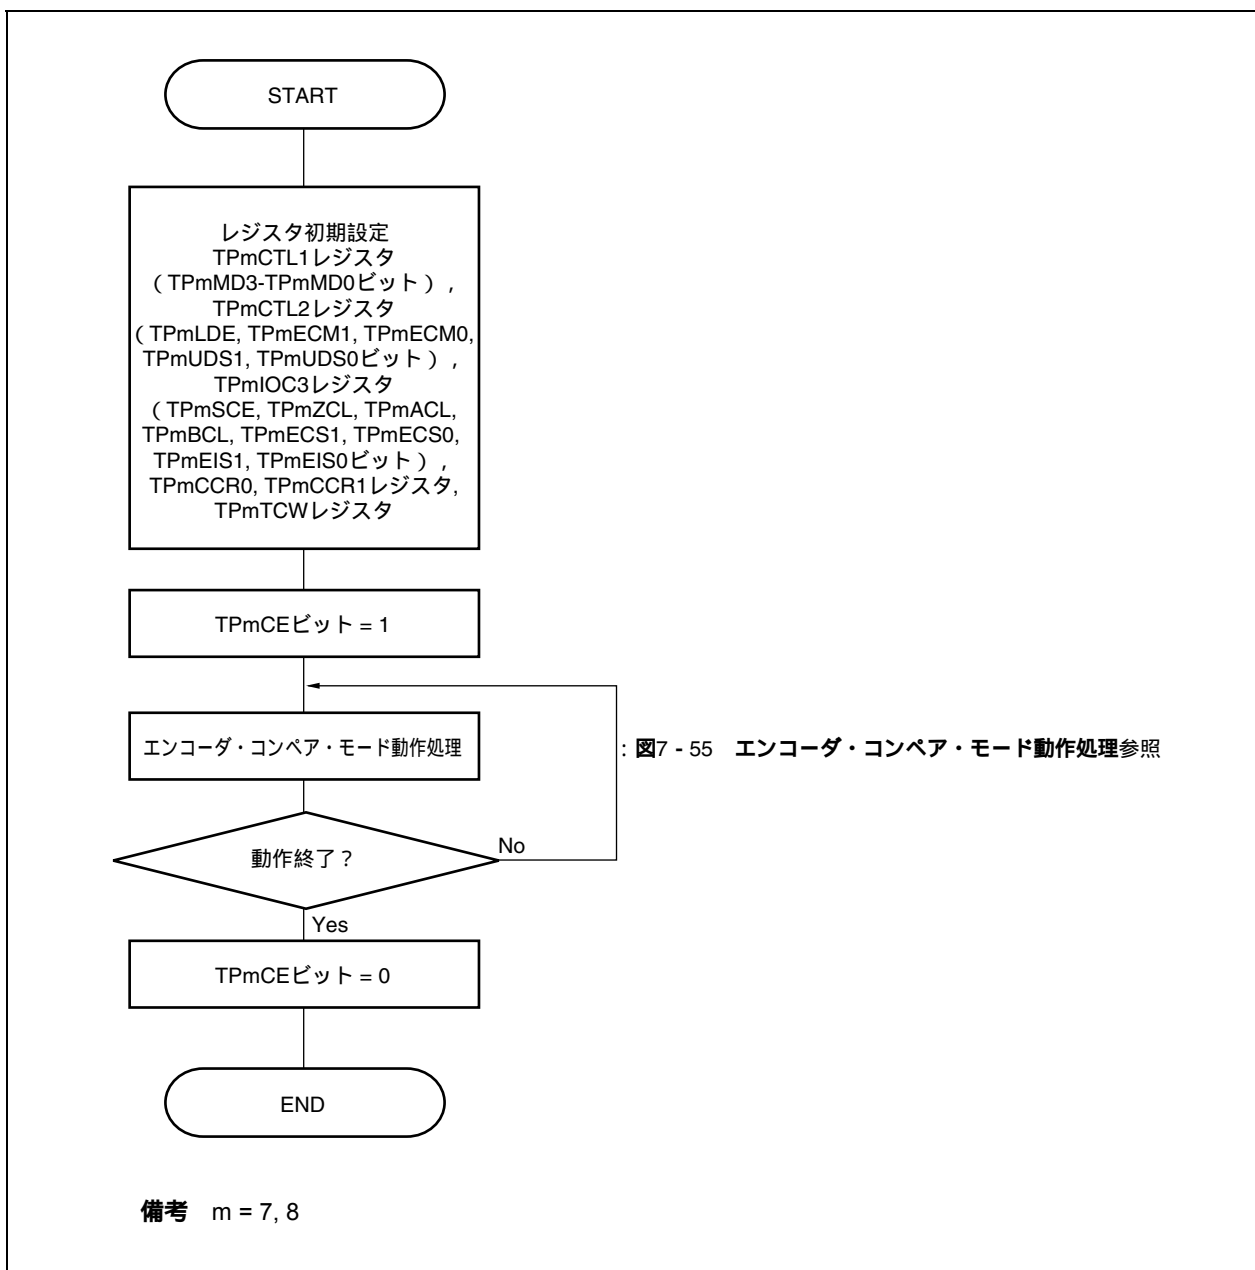 START
レジスタ初期設定
TPmCTL1レジスタ
（TPmMD3-TPmMD0ビット），
TPmCTL2レジスタ
（TPmLDE, TPmECM1, TPmECM0,
TPmUDS1, TPmUDS0ビット），
TPmIOC3レジスタ
（TPmSCE, TPmZCL, TPmACL,
TPmBCL, TPmECS1, TPmECS0,
TPmEIS1, TPmEIS0ビット），
TPmCCR0, TPmCCR1レジスタ,
TPmTCWレジスタ
TPmCEビット = 1
エンコーダ・コンペア・モード動作処理
：図7 - 55　エンコーダ・コンペア・モード動作処理参照
動作終了？
No
Yes
TPmCEビット = 0
END
備考　m = 7, 8